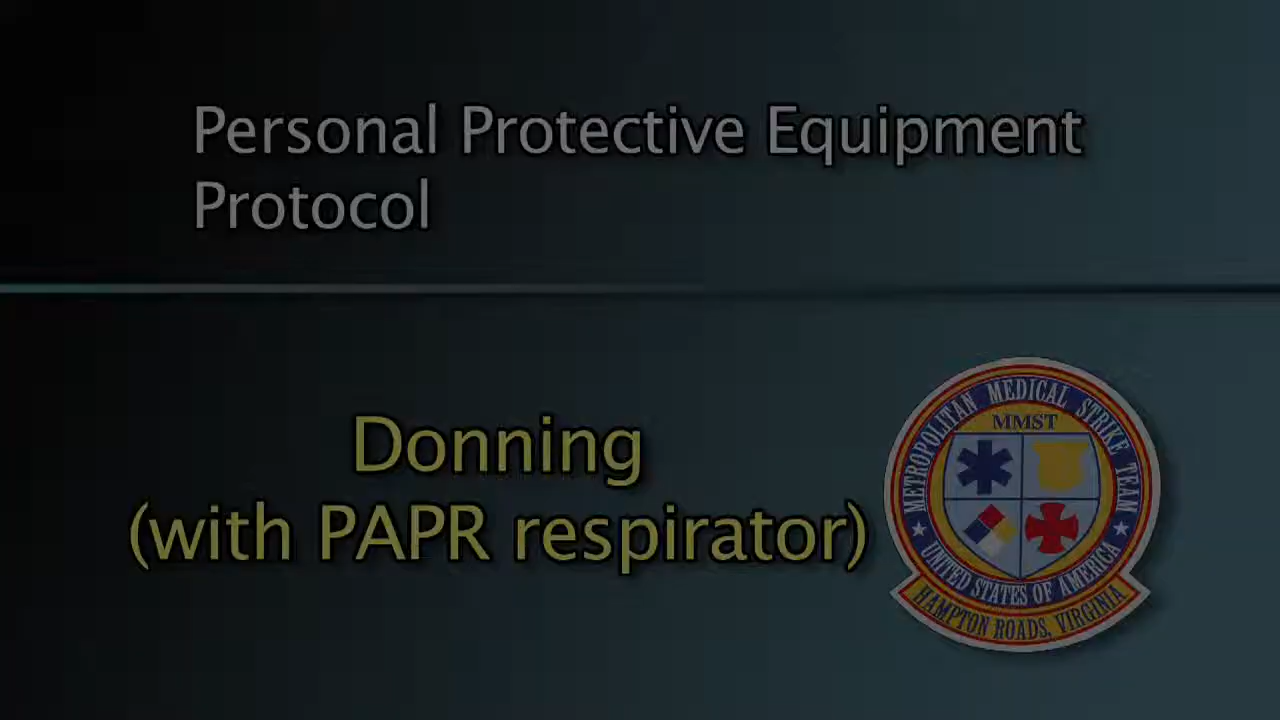 Personal Protective Equipment
Protocol
Donning
(with PAPR respirator)
METROPOLITAN MEDICAL STRIKE TEAM
MMST
UNITED STATES OF AMERICA
HAMPTON ROADS, VIRGINIA